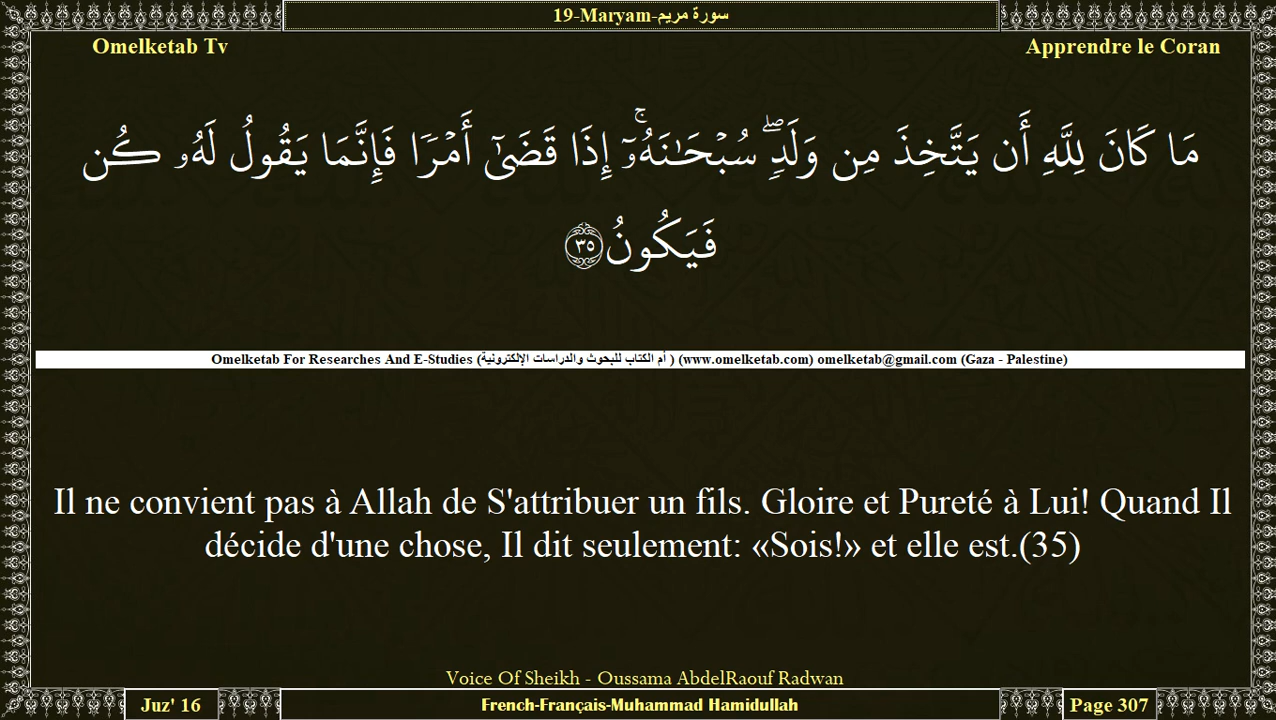 19-Maryam-سورة مريم
Omelketab Tv
Apprendre le Coran
مَا كَانَ لِلَّهِ أَن يَتَّخِذَ مِن وَلَدٍۖ سُبْحَٰنَهُۥٓۚ إِذَا قَضَىٰٓ أَمْرًا فَإِنَّمَا يَقُولُ لَهُۥ كُن
فَيَكُونُ ٣٥
Omelketab For Researches And E-Studies (أم الكتاب للبحوث والدراسات الإلكترونية ) (www.omelketab.com) omelketab@gmail.com (Gaza - Palestine)
Il ne convient pas à Allah de S'attribuer un fils. Gloire et Pureté à Lui! Quand Il
décide d'une chose, Il dit seulement: «Sois!» et elle est.(35)
Voice Of Sheikh - Oussama AbdelRaouf Radwan
Juz' 16
French-Français-Muhammad Hamidullah
Page 307